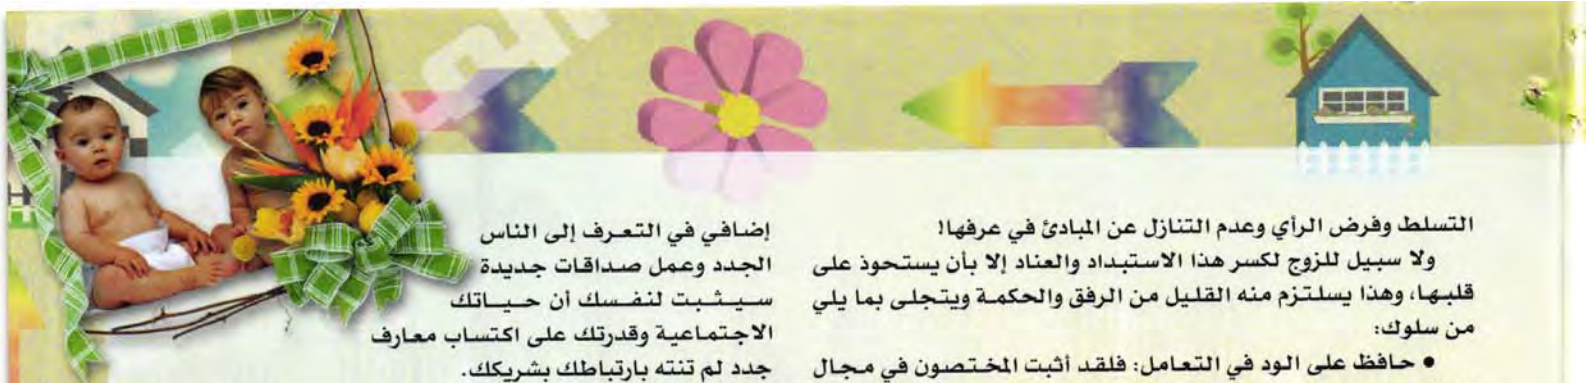 التسلط وفرض الرأي وعدم التنازل عن المبادئ في عرفها!
ولا سبيل للزوج لكسر هذا الاستبداد والعناد إلا بأن يستحوذ على
قلبها، وهذا يسلتزم منه القليل من الرفق والحكمة ويتجلى بما يلي
من سلوك:
• حافظ على الود في التعامل: فلقد أثبت المختصون في مجال
إضافي في التعرف إلى الناس
الجدد وعمل صداقات جديدة
سيثبت لنفسك أن حياتك
الاجتماعية وقدرتك على اكتساب معارف
جدد لم تنته بارتباطك بشريكك.